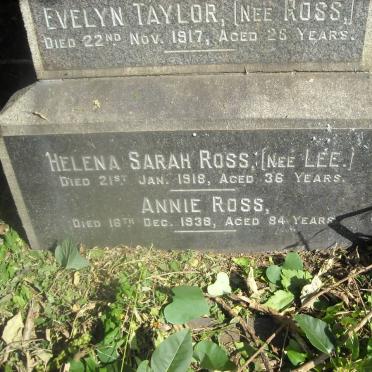 EVELYN TAYLOR, (NEE ROSS,)
DIED 22ND NOV. 1917, AGED 25 YEARS.
HELENA SARAH ROSS, (NEE LEE.)
DIED 21ST JAN. 1918, AGED 36 YEARS.
ANNIE ROSS,
DIED 16TH DEC. 1938, AGED 84 YEARS